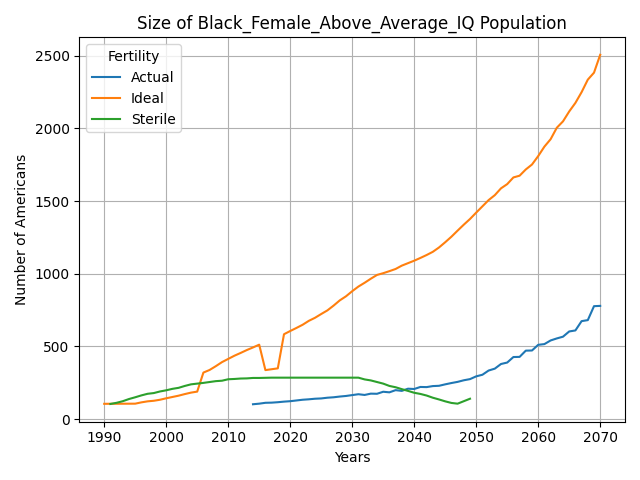 Size of Black_Female_Above_Average_IQ Population
Fertility
Actual
Ideal
Sterile
Number of Americans
2500
2000
1500
1000
500
0
1990 2000 2010 2020 2030 2040 2050 2060 2070
Years